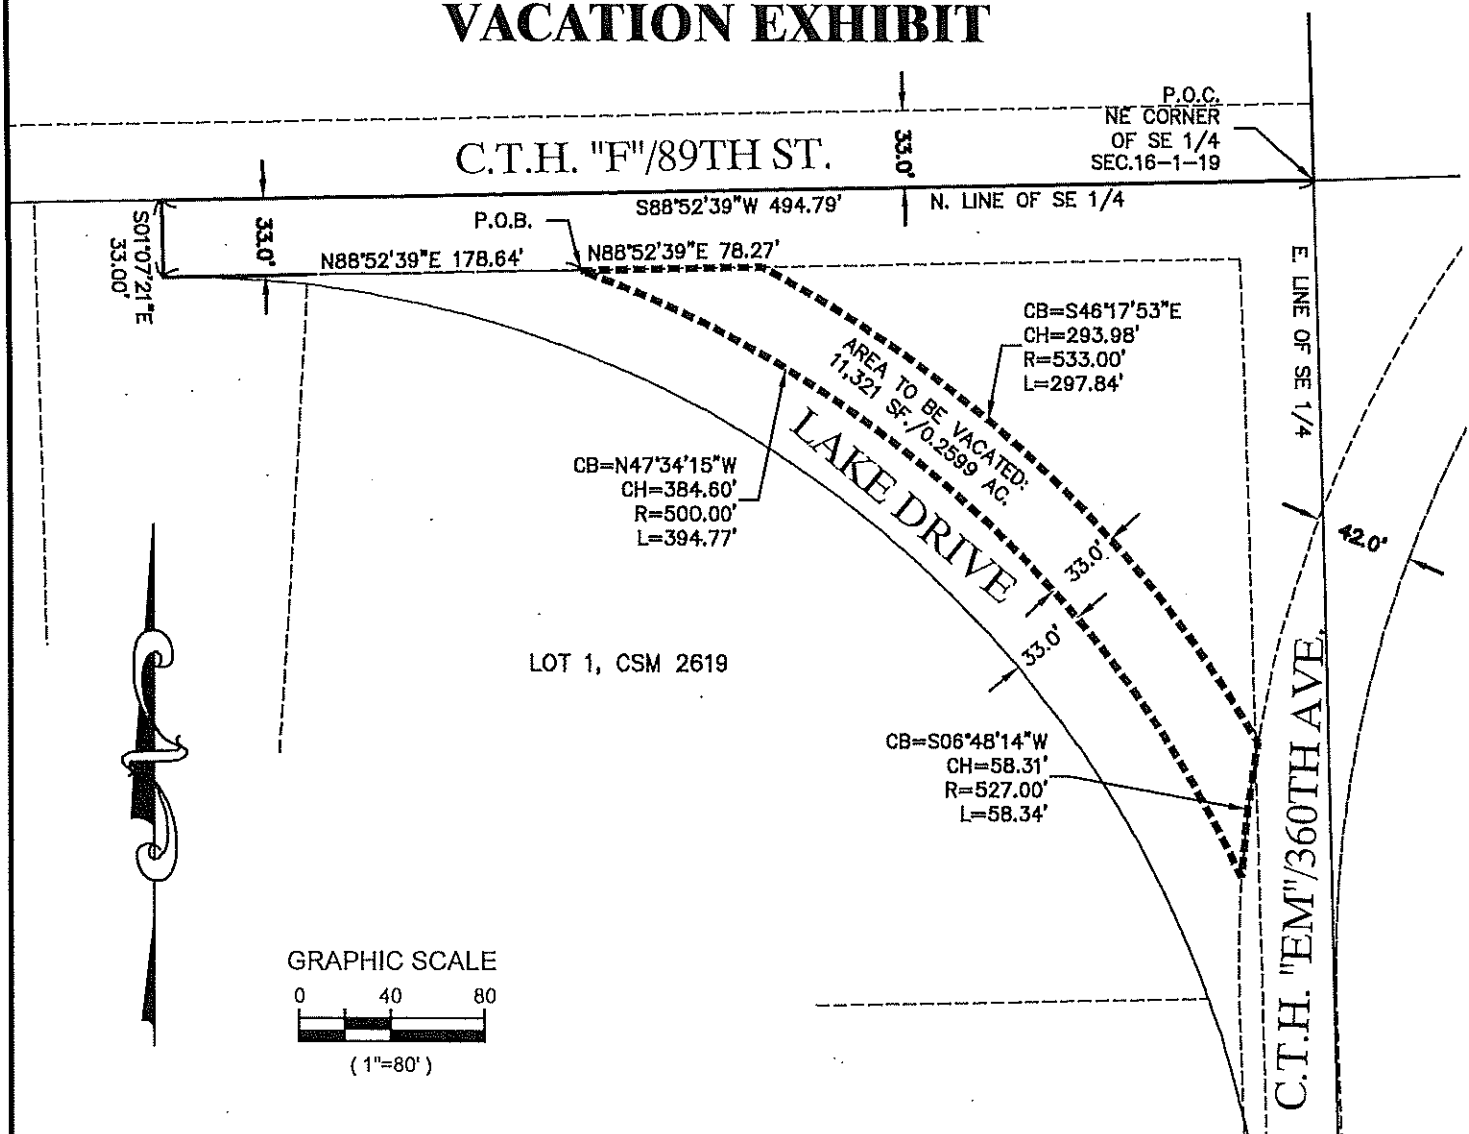 VACATION EXHIBIT
P.O.C.
NE CORNER
OF SE 1/4
SEC.16-1-19
C.T.H. "F"/89TH ST.
33.0'
S88°52'39"W 494.79'
N. LINE OF SE 1/4
S01°07'21"E
33.00'
33.0'
P.O.B.
N88°52'39"E 178.64'
N88°52'39"E 78.27'
E LINE OF SE 1/4
CB=S46°17'53"E
CH=293.98'
R=533.00'
L=297.84'
AREA TO BE VACATED:
11,321 SF./0.2599 AC.
LAKE DRIVE
CB=N47°34'15"W
CH=384.60'
R=500.00'
L=394.77'
42.0'
33.0'
33.0'
LOT 1, CSM 2619
CB=S06°48'14"W
CH=58.31'
R=527.00'
L=58.34'
C.T.H. "EM"/360TH AVE.
GRAPHIC SCALE
0 40 80
( 1"=80' )